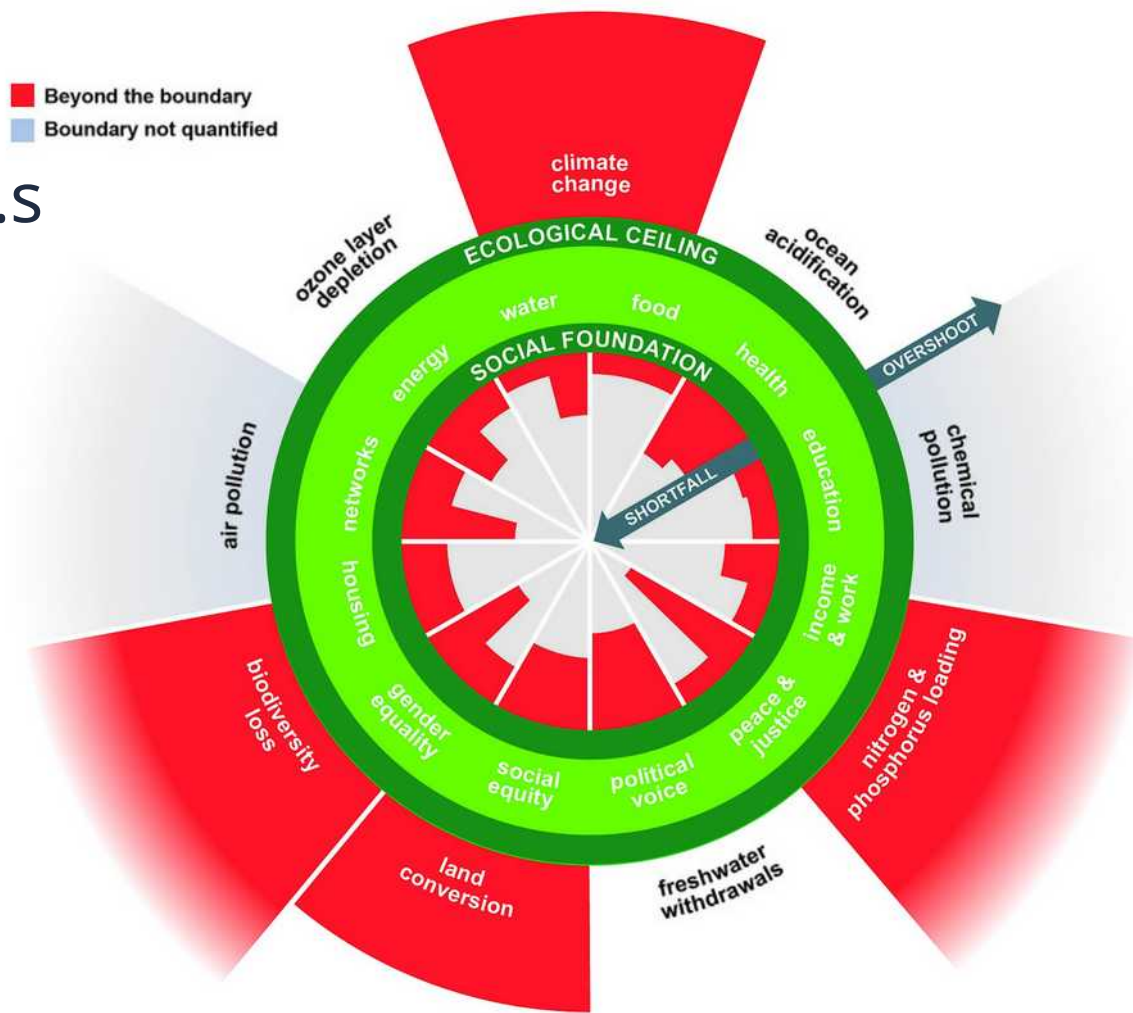 Beyond the boundary
Boundary not quantified
.s
climate
change
ozone layer
depletion
ocean
acidification
ECOLOGICAL CEILING
OVERSHOOT
water
food
energy
health
SOCIAL FOUNDATION
SHORTFALL
air pollution
networks
education
chemical
pollution
housing
income
& work
biodiversity
loss
gender
equality
social
equity
political
voice
peace &
justice
nitrogen &
phosphorus loading
land
conversion
freshwater
withdrawals